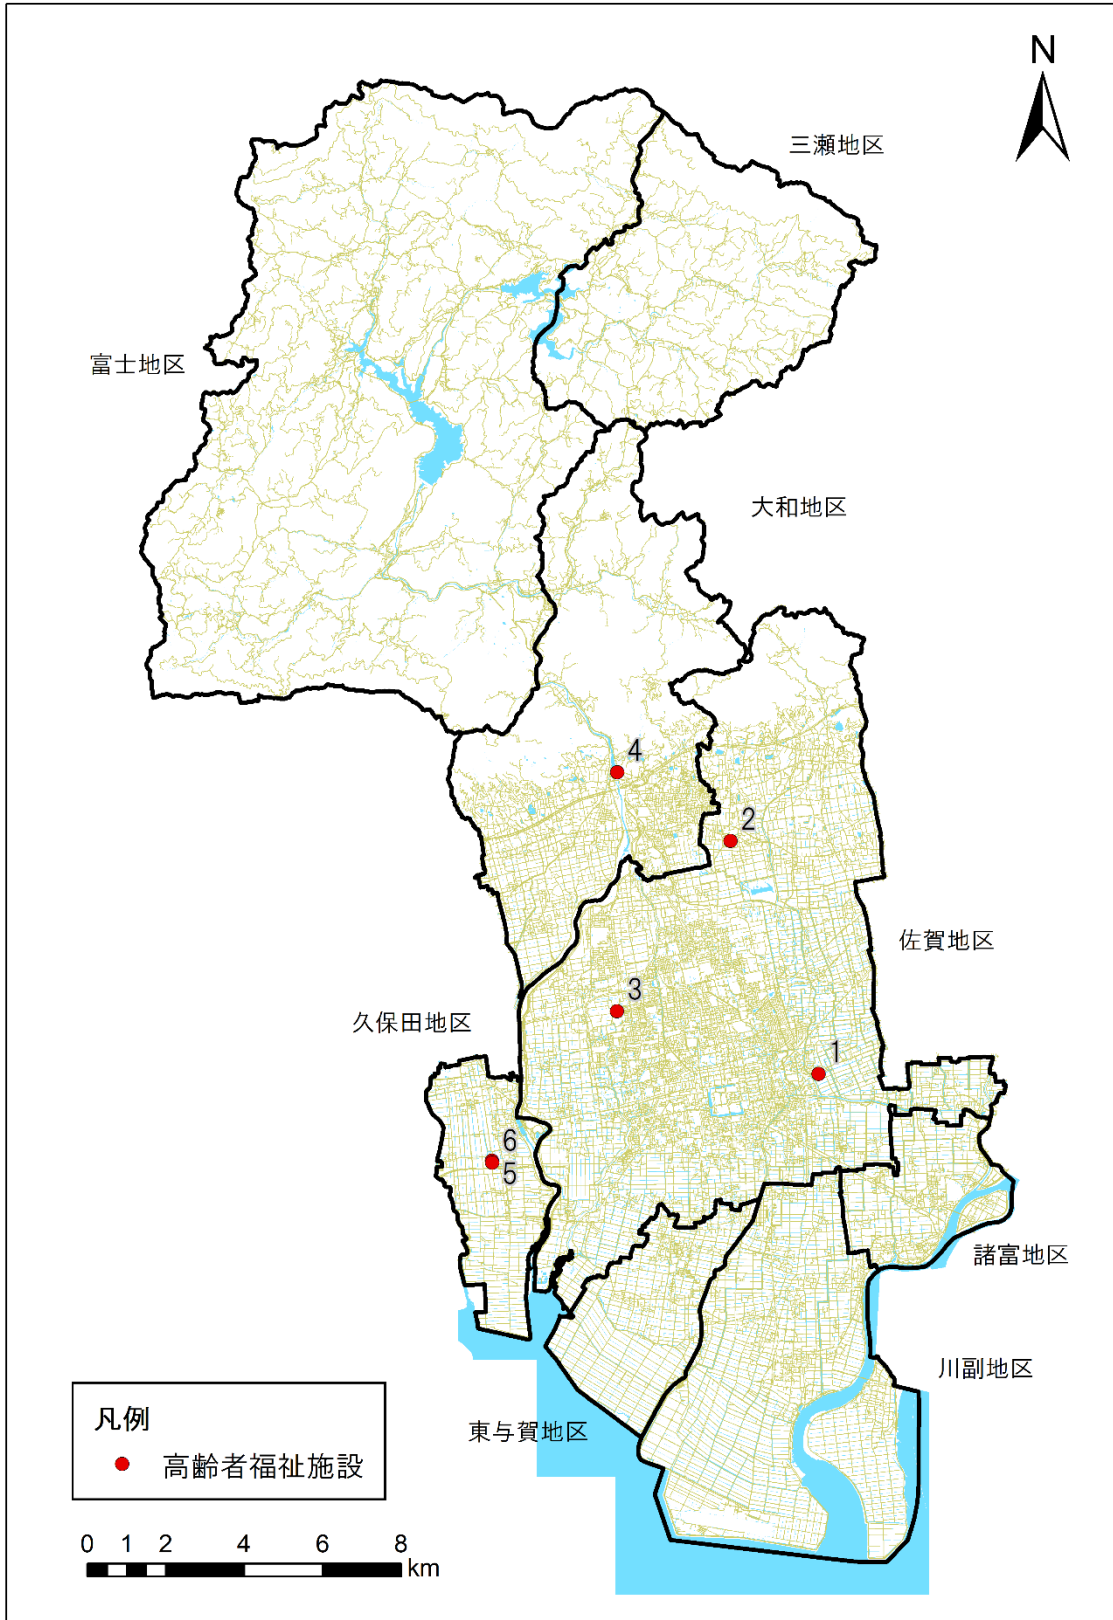 N
三瀬地区
富士地区
大和地区
4
2
佐賀地区
3
久保田地区
1
6
5
諸富地区
川副地区
東与賀地区
凡例
高齢者福祉施設
0 1 2 4 6 8
km